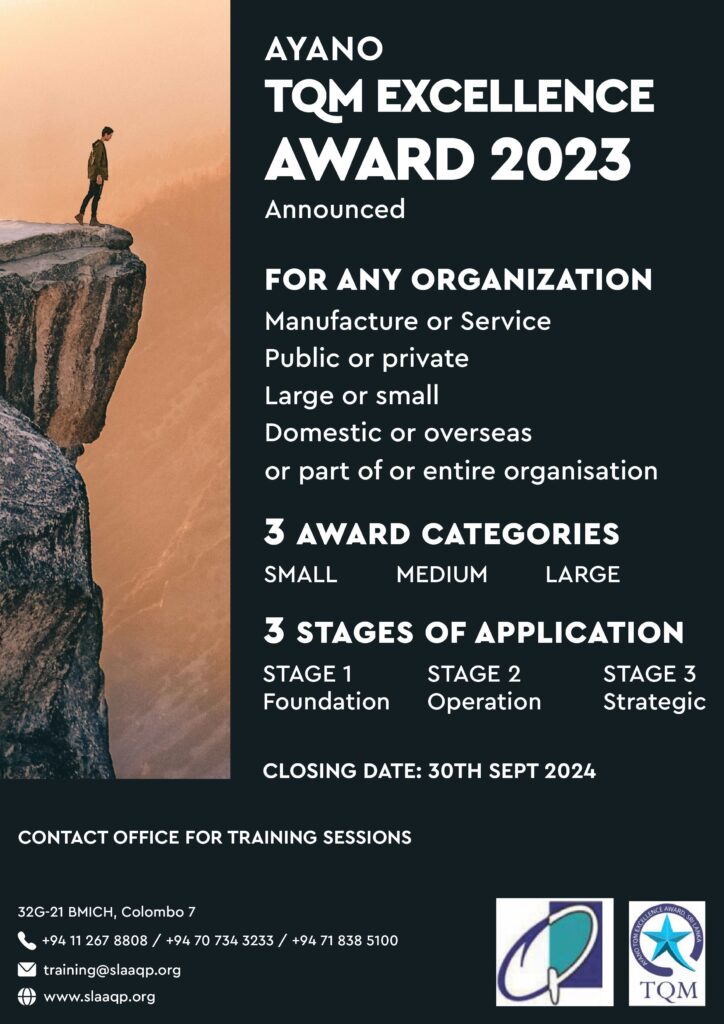 AYANO
TQM EXCELLENCE
AWARD 2023
Announced
FOR ANY ORGANIZATION
Manufacture or Service
Public or private
Large or small
Domestic or overseas
or part of or entire organisation
3 AWARD CATEGORIES
SMALL MEDIUM LARGE
3 STAGES OF APPLICATION
STAGE 1 STAGE 2 STAGE 3
Foundation Operation Strategic
CLOSING DATE: 30TH SEPT 2024
CONTACT OFFICE FOR TRAINING SESSIONS
32G-21 BMICH, Colombo 7
+94 11 267 8808 / +94 70 734 3233 / +94 71 838 5100
training@slaaqp.org
www.slaaqp.org
AYANO TQM EXCELLENCE AWARD, SRI LANKA
TQM